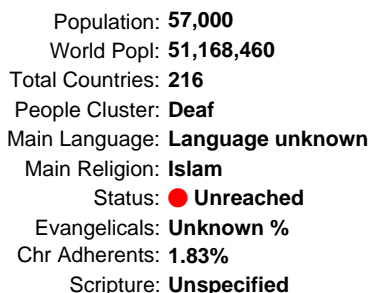 Population: 57,000
World Popl: 51,168,460
Total Countries: 216
People Cluster: Deaf
Main Language: Language unknown
Main Religion: Islam
Status: Unreached
Evangelicals: Unknown %
Chr Adherents: 1.83%
Scripture: Unspecified